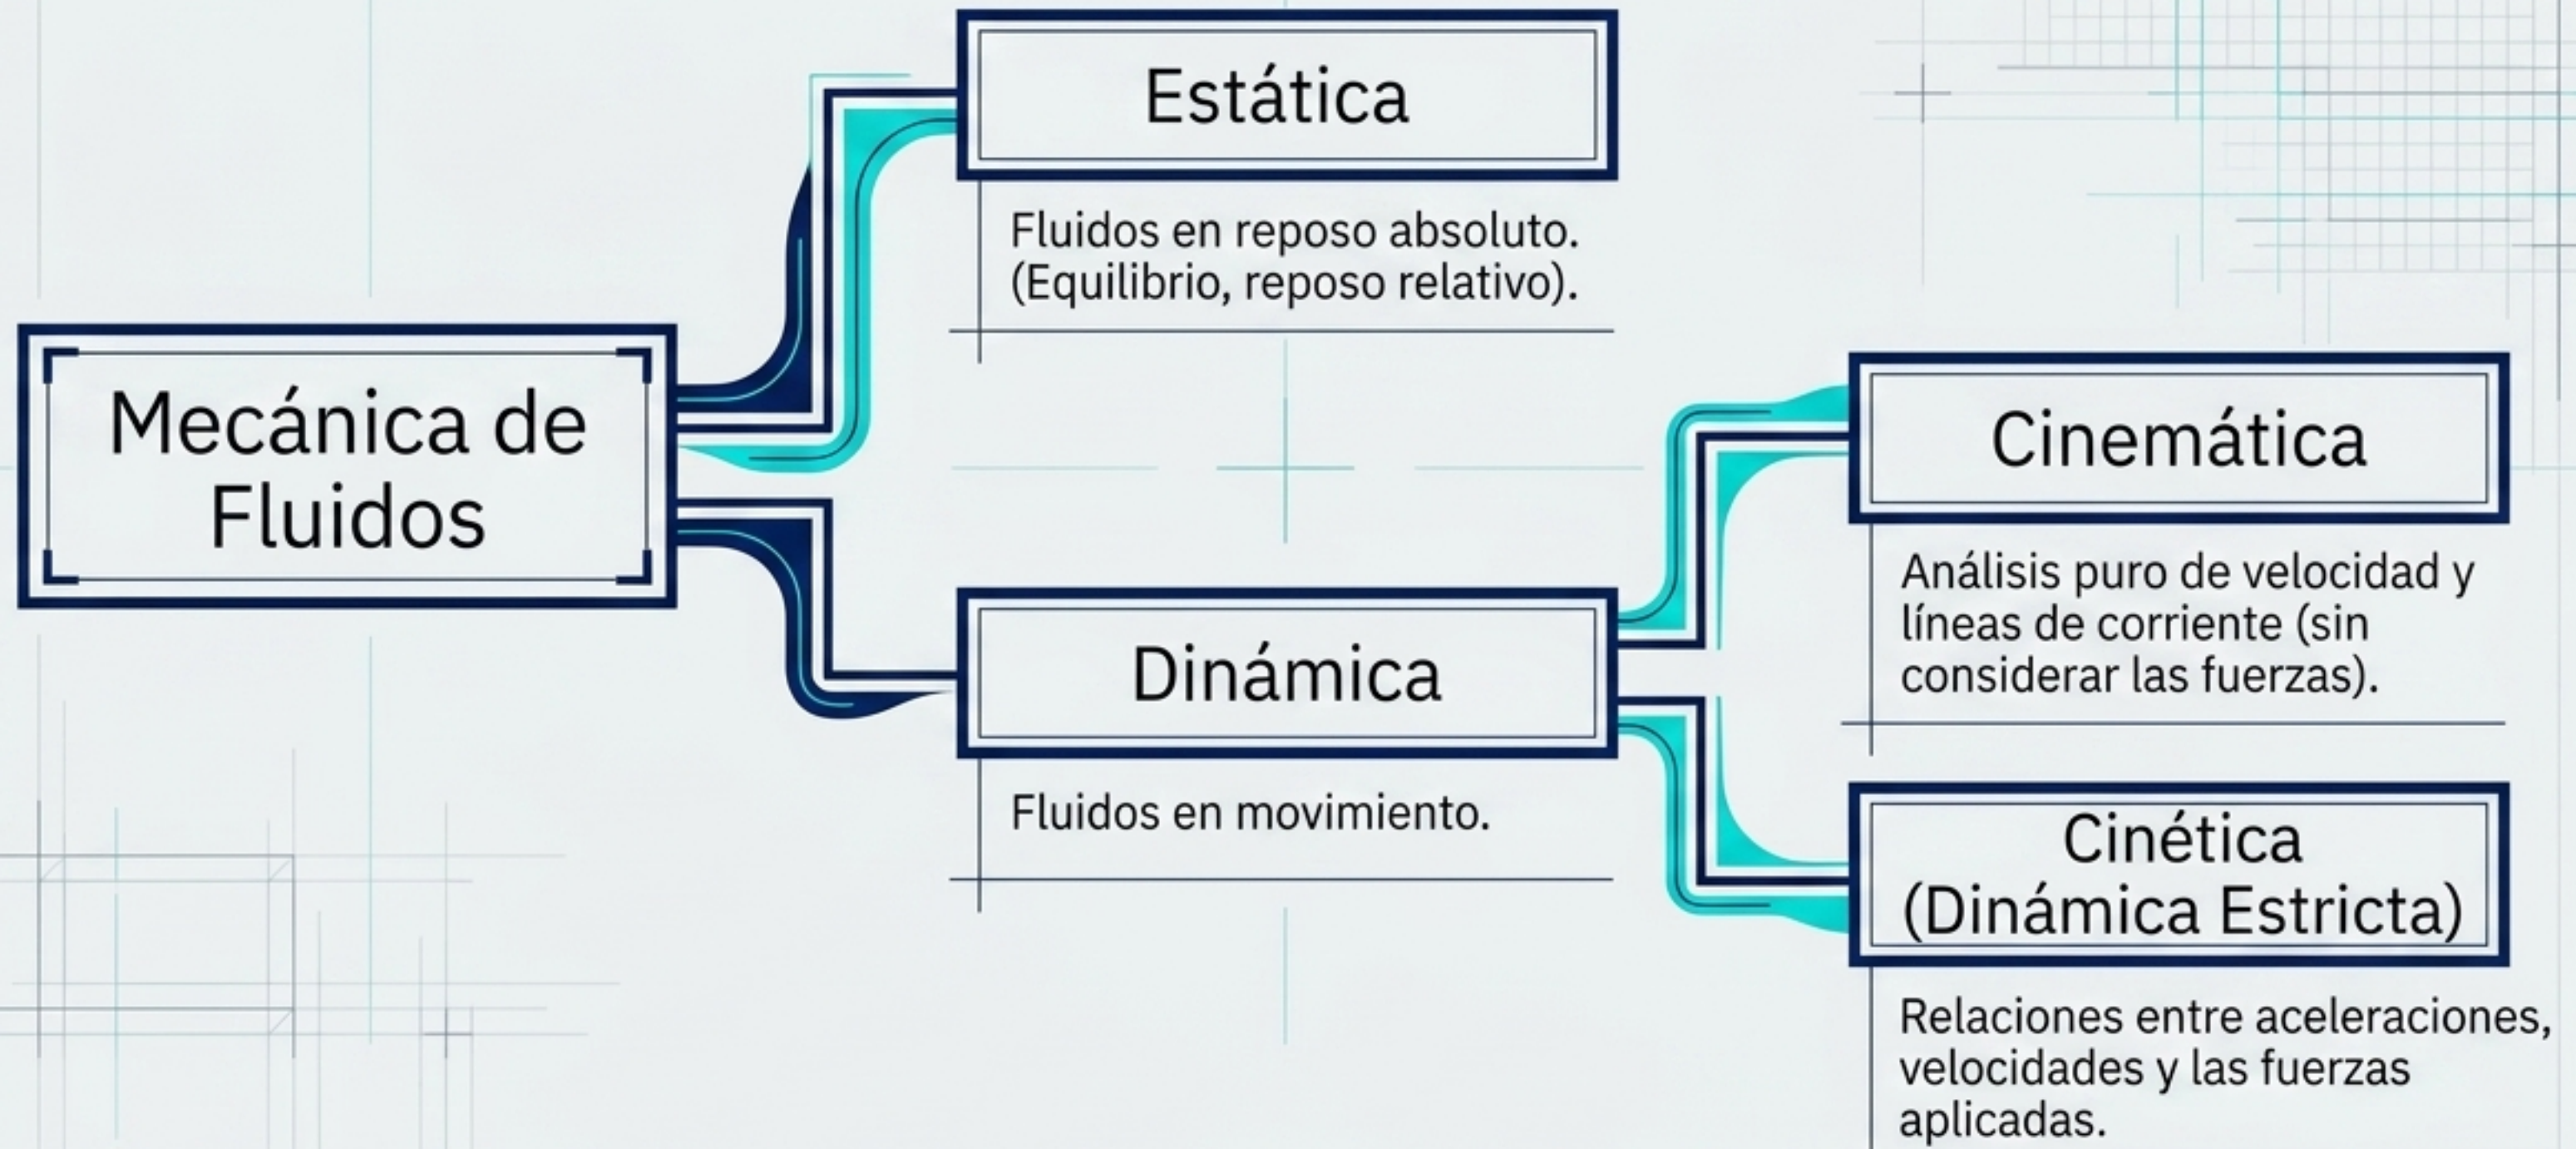 Mecánica de
Fluidos
Estática
Fluidos en reposo absoluto.
(Equilibrio, reposo relativo).
Dinámica
Fluidos en movimiento.
Cinemática
Análisis puro de velocidad y
líneas de corriente (sin
considerar las fuerzas).
Cinética
(Dinámica Estricta)
Relaciones entre aceleraciones,
velocidades y las fuerzas
aplicadas.